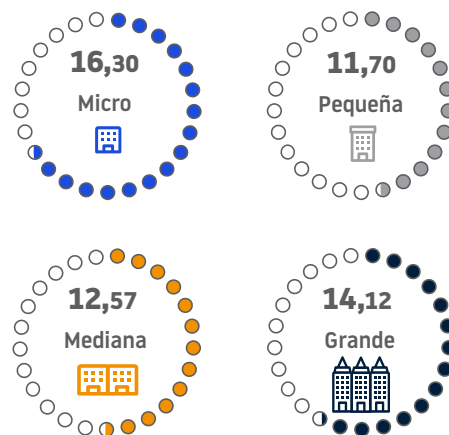 16,30
Micro
11,70
Pequeña
12,57
Mediana
14,12
Grande